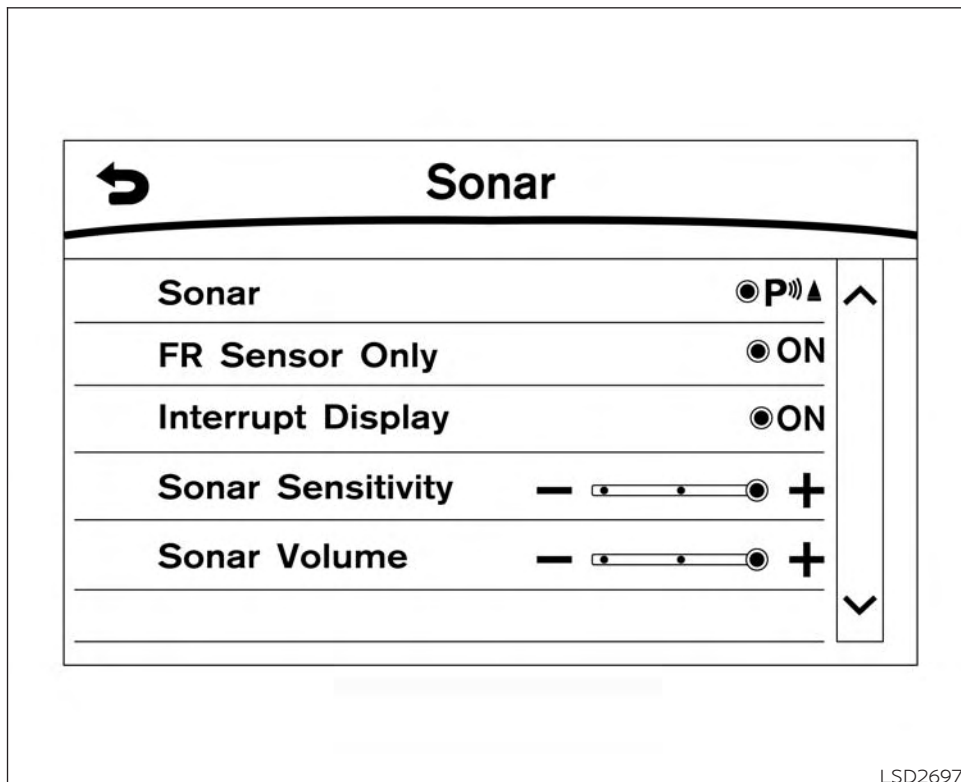 Sonar
Sonar P
FR Sensor Only ON
Interrupt Display ON
Sonar Sensitivity − +
Sonar Volume − +
LSD2697